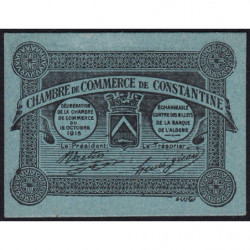 CHAMBRE DE COMMERCE DE CONSTANTINE
DÉLIBÉRATION
DE LA CHAMBRE
DE COMMERCE
DU
12 OCTOBRE
1915
ÉCHANGEABLE
CONTRE DES BILLETS
DE LA BANQUE
DE L'ALGÉRIE
Le Président
Le Trésorier